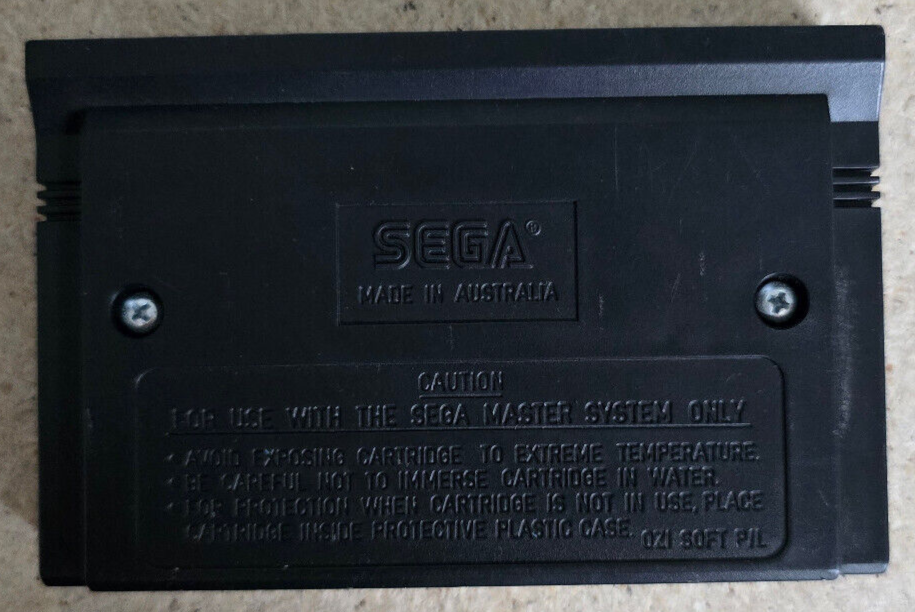 SEGA®
MADE IN AUSTRALIA
CAUTION
FOR USE WITH THE SEGA MASTER SYSTEM ONLY
• AVOID EXPOSING CARTRIDGE TO EXTREME TEMPERATURE.
• BE CAREFUL NOT TO IMMERSE CARTRIDGE IN WATER.
• FOR PROTECTION WHEN CARTRIDGE IS NOT IN USE, PLACE
CARTRIDGE INSIDE PROTECTIVE PLASTIC CASE.
OZI SOFT P/L